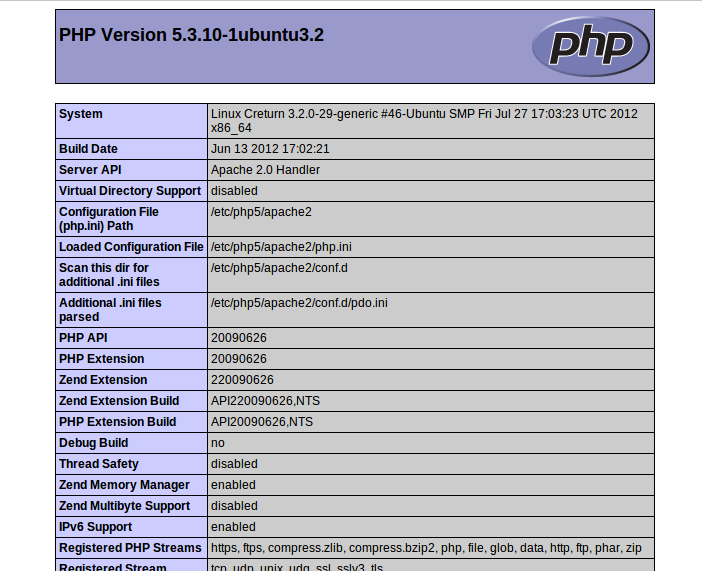 PHP Version 5.3.10-1ubuntu3.2
php
System
Linux Creturn 3.2.0-29-generic #46-Ubuntu SMP Fri Jul 27 17:03:23 UTC 2012
x86_64
Build Date
Jun 13 2012 17:02:21
Server API
Apache 2.0 Handler
Virtual Directory Support
disabled
Configuration File
(php.ini) Path
/etc/php5/apache2
Loaded Configuration File
/etc/php5/apache2/php.ini
Scan this dir for
additional .ini files
/etc/php5/apache2/conf.d
Additional .ini files
parsed
/etc/php5/apache2/conf.d/pdo.ini
PHP API
20090626
PHP Extension
20090626
Zend Extension
220090626
Zend Extension Build
API220090626,NTS
PHP Extension Build
API20090626,NTS
Debug Build
no
Thread Safety
disabled
Zend Memory Manager
enabled
Zend Multibyte Support
disabled
IPv6 Support
enabled
Registered PHP Streams
https, ftps, compress.zlib, compress.bzip2, php, file, glob, data, http, ftp, phar, zip
Registered Stream
tcp, udp, unix, udg, ssl, sslv3, tls